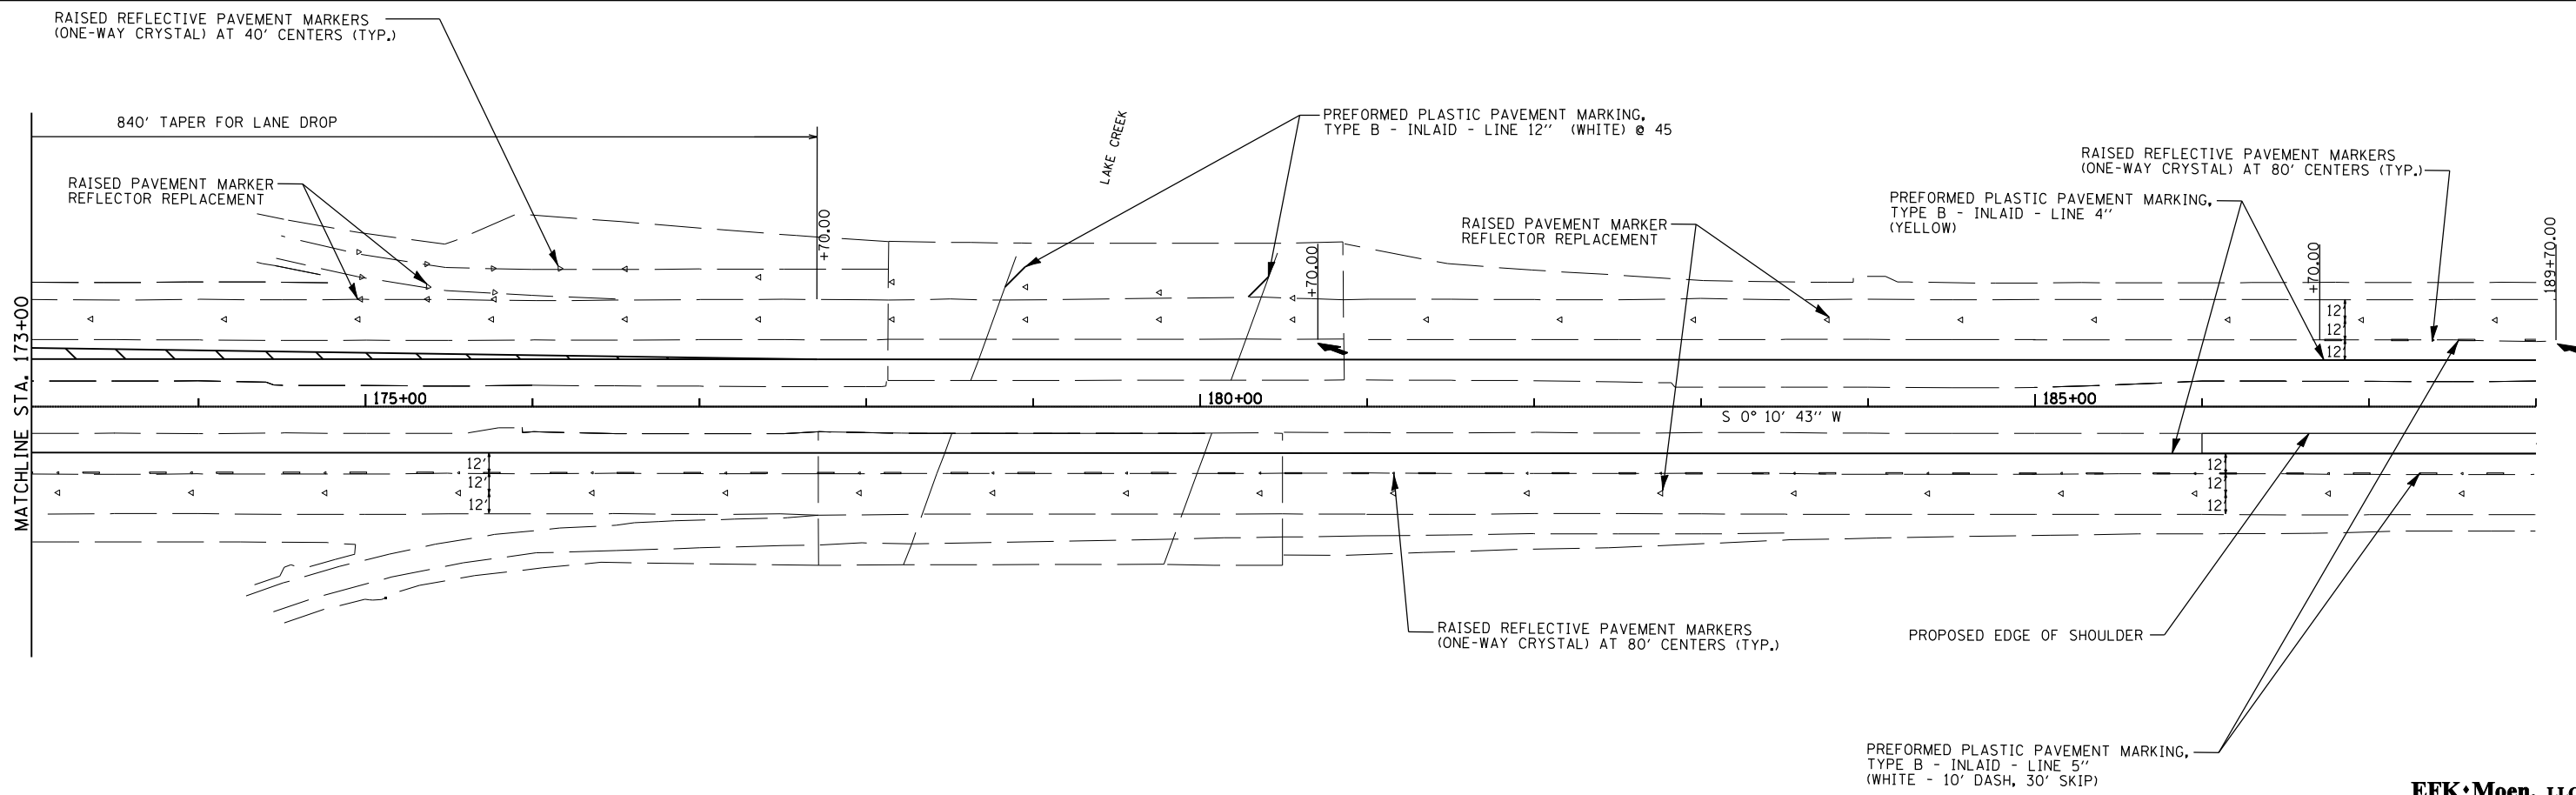 RAISED REFLECTIVE PAVEMENT MARKERS
(ONE-WAY CRYSTAL) AT 40' CENTERS (TYP.)
840' TAPER FOR LANE DROP
RAISED PAVEMENT MARKER
REFLECTOR REPLACEMENT
+70.00
LAKE CREEK
PREFORMED PLASTIC PAVEMENT MARKING,
TYPE B - INLAID - LINE 12'' (WHITE) @ 45
+70.00
RAISED PAVEMENT MARKER
REFLECTOR REPLACEMENT
RAISED REFLECTIVE PAVEMENT MARKERS
(ONE-WAY CRYSTAL) AT 80' CENTERS (TYP.)
PREFORMED PLASTIC PAVEMENT MARKING,
TYPE B - INLAID - LINE 4''
(YELLOW)
+70.00
189+70.00
12'
12'
12'
MATCHLINE STA. 173+00
175+00
180+00
185+00
S 0° 10' 43'' W
12'
12'
12'
12'
12'
12'
RAISED REFLECTIVE PAVEMENT MARKERS
(ONE-WAY CRYSTAL) AT 80' CENTERS (TYP.)
PROPOSED EDGE OF SHOULDER
PREFORMED PLASTIC PAVEMENT MARKING,
TYPE B - INLAID - LINE 5''
(WHITE - 10' DASH, 30' SKIP)
EFK⬧Moen, LLC